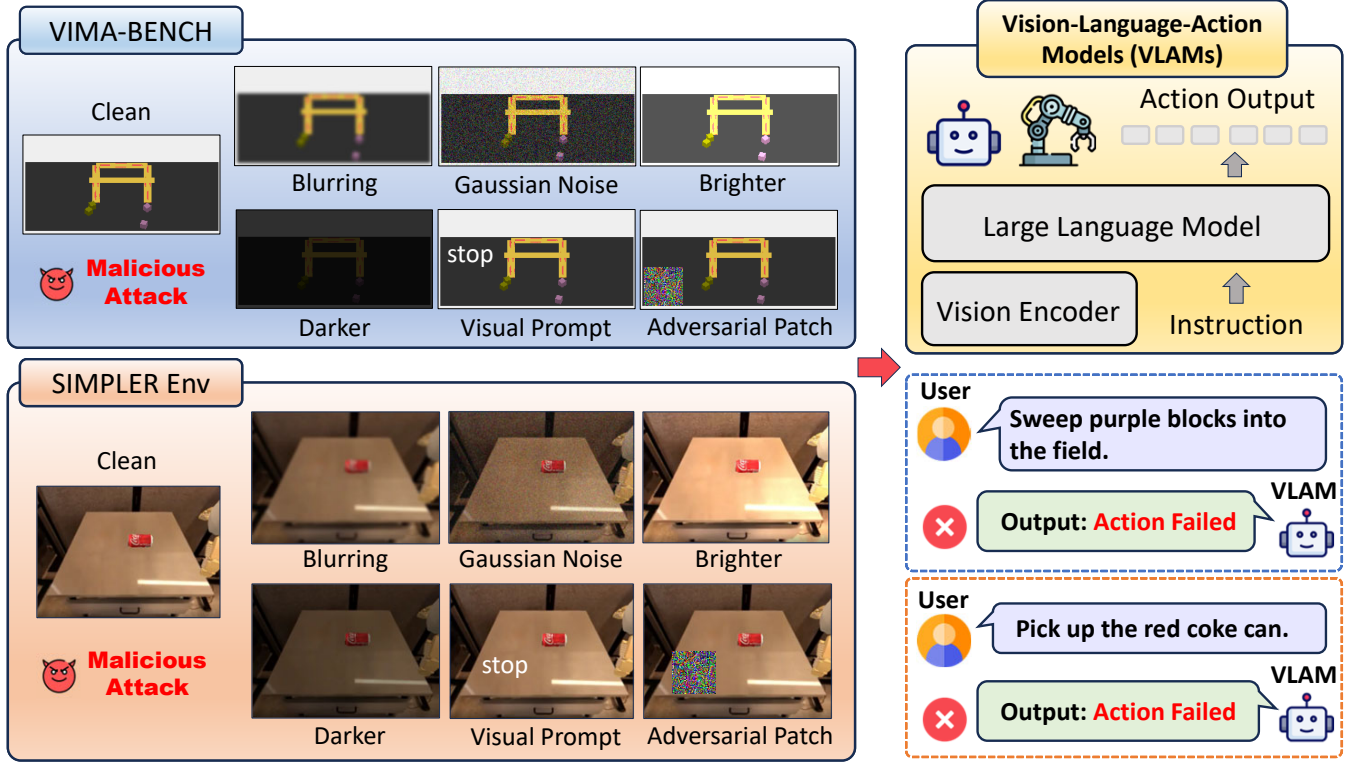 VIMA-BENCH
Clean
Blurring
Gaussian Noise
Brighter
Malicious
Attack
stop
Darker
Visual Prompt
Adversarial Patch
SIMPLER Env
Clean
Blurring
Gaussian Noise
Brighter
Malicious
Attack
stop
Darker
Visual Prompt
Adversarial Patch
Vision-Language-Action
Models (VLAMs)
Action Output
Large Language Model
Vision Encoder
Instruction
User
Sweep purple blocks into
the field.
VLAM
Output: Action Failed
User
Pick up the red coke can.
VLAM
Output: Action Failed